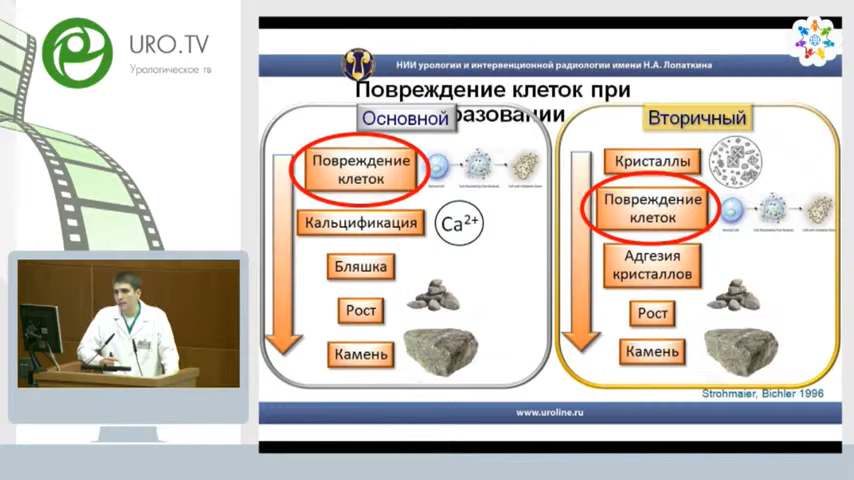 URO.TV
Урологическое тв
НИИ урологии и интервенционной радиологии имени Н.А. Лопаткина
Повреждение клеток при
разовании
Основной
Повреждение
клеток
Кальцификация
Ca²⁺
Бляшка
Рост
Камень
Вторичный
Кристаллы
Повреждение
клеток
Адгезия
кристаллов
Рост
Камень
Strohmaier, Bichler 1996
www.uroline.ru